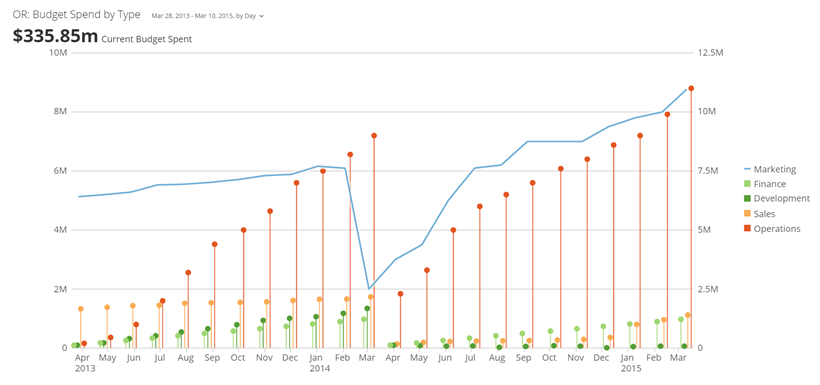 OR: Budget Spend by Type Mar 28, 2013 - Mar 10, 2015, by Day
$335.85m Current Budget Spent
10M 12.5M
8M 10M
6M 7.5M
Marketing
Finance
Development
Sales
Operations
4M 5M
2M 2.5M
0 0
Apr May Jun Jul Aug Sep Oct Nov Dec Jan Feb Mar Apr May Jun Jul Aug Sep Oct Nov Dec Jan Feb Mar
2013 2014 2015